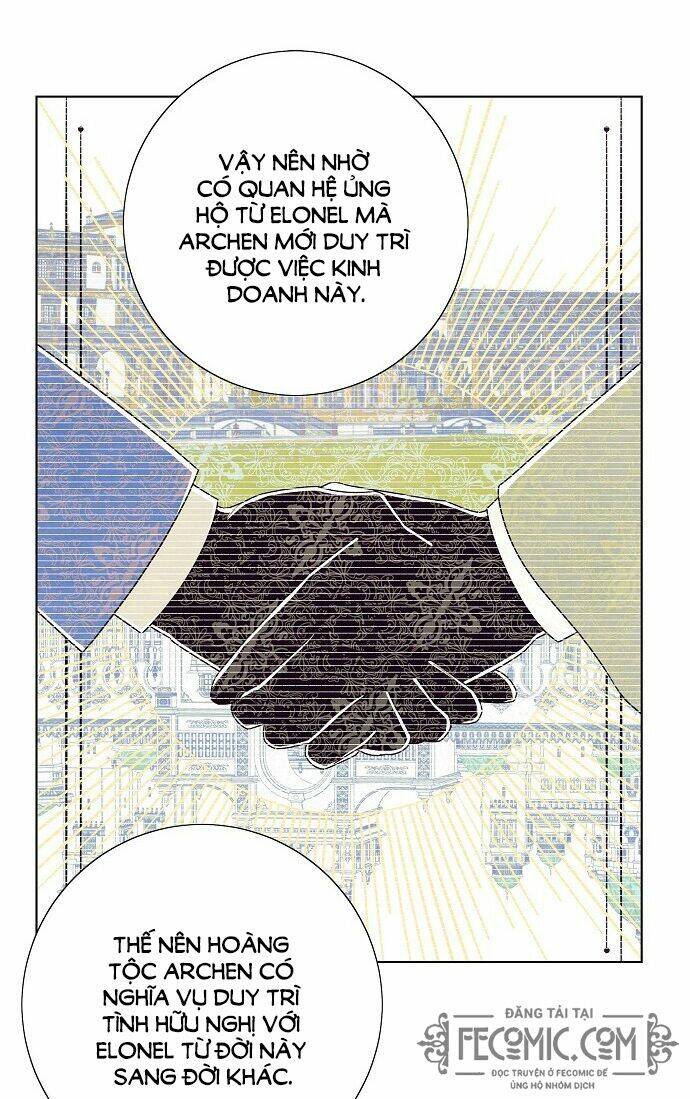 VẬY NÊN NHỜ
CÓ QUAN HỆ ỦNG
HỘ TỪ ELONEL MÀ
ARCHEN MỚI DUY TRÌ
ĐƯỢC VIỆC KINH
DOANH NÀY.
THẾ NÊN HOÀNG
TỘC ARCHEN CÓ
NGHĨA VỤ DUY TRÌ
TÌNH HỮU NGHỊ VỚI
ELONEL TỪ ĐỜI NÀY
SANG ĐỜI KHÁC.
ĐĂNG TẢI TẠI
FECOMIC.COM
ĐỌC TRUYỆN Ở FECOMIC ĐỂ
ỦNG HỘ NHÓM DỊCH